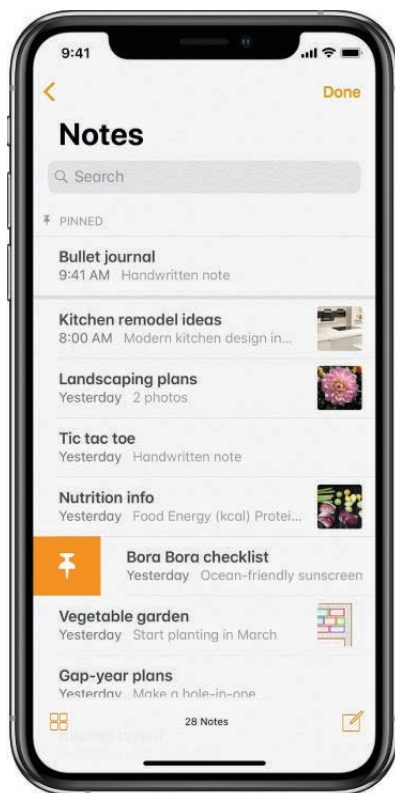 9:41
Done
Notes
Search
PINNED
Bullet journal
9:41 AM Handwritten note
Kitchen remodel ideas
8:00 AM Modern kitchen design in...
Landscaping plans
Yesterday 2 photos
Tic tac toe
Yesterday Handwritten note
Nutrition info
Yesterday Food Energy (kcal) Protei...
Bora Bora checklist
Yesterday Ocean-friendly sunscreen
Vegetable garden
Yesterday Start planting in March
Gap-year plans
Yesterday Make a hole-in-one
28 Notes